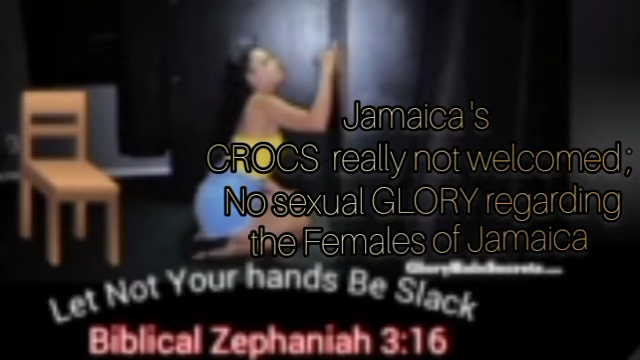 Jamaica's
CROCS really not welcomed;
No sexual GLORY regarding
the Females of Jamaica
Let Not Your hands Be Slack
Biblical Zephaniah 3:16